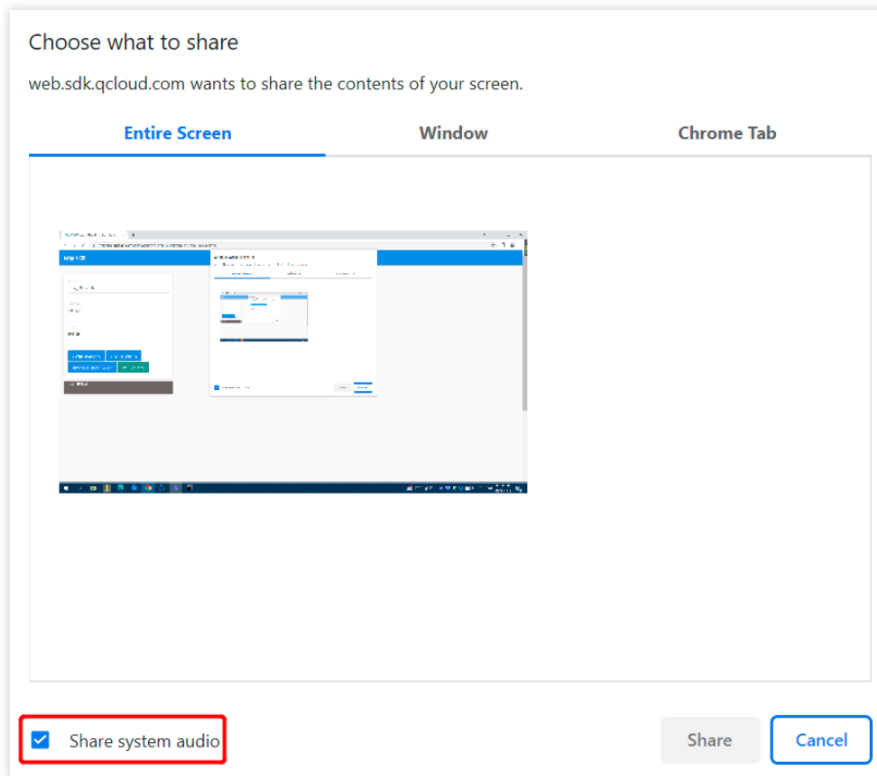 Choose what to share
web.sdk.qcloud.com wants to share the contents of your screen.
Entire Screen Window Chrome Tab
Share system audio Share Cancel